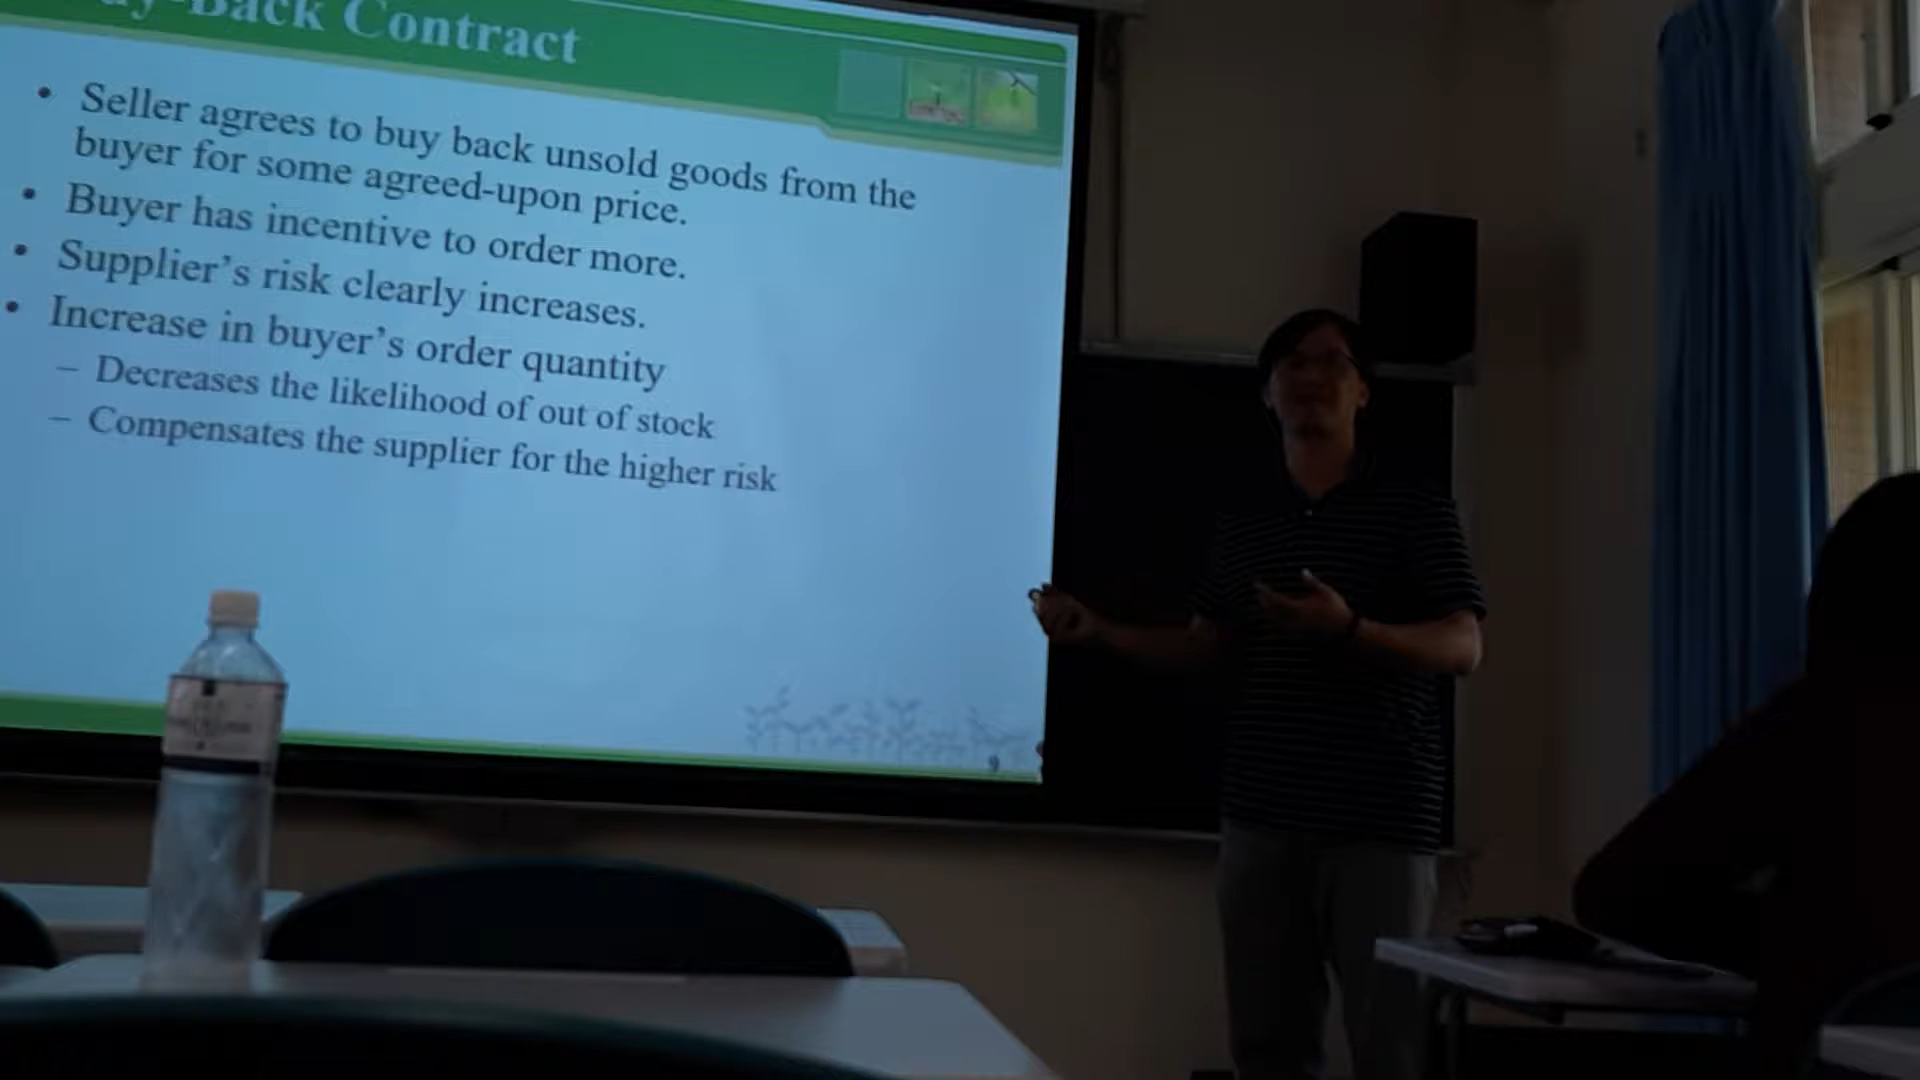 Back Contract
• Seller agrees to buy back unsold goods from the
buyer for some agreed-upon price.
• Buyer has incentive to order more.
• Supplier’s risk clearly increases.
• Increase in buyer’s order quantity
– Decreases the likelihood of out of stock
– Compensates the supplier for the higher risk
9